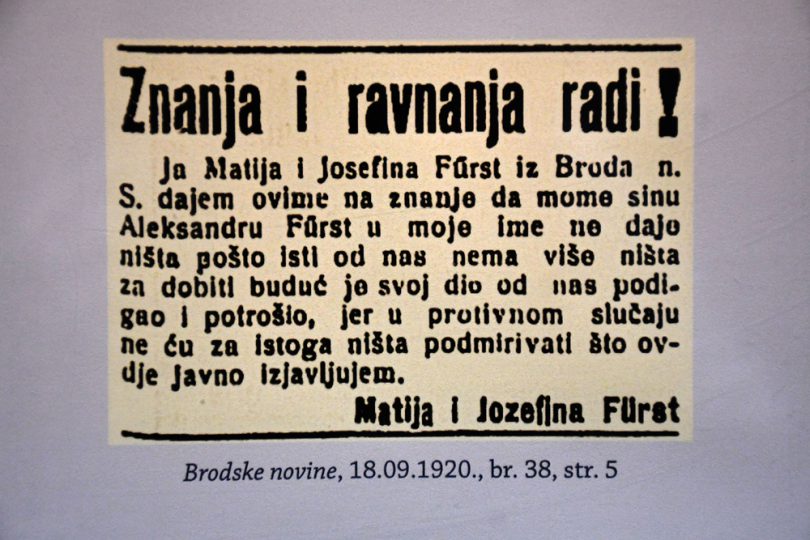 Znanja i ravnanja radi!
Ja Matija i Josefina Fürst iz Broda n.
S. dajem ovime na znanje da mome sinu
Aleksandru Fürst u moje ime ne daje
ništa pošto isti od nas nema više ništa
za dobiti buduć je svoj dio od nas podi-
gao i potrošio, jer u protivnom slučaju
ne ću za istoga ništa podmirivati što ov-
dje javno izjavljujem.
Matija i Jozefina Fürst
Brodske novine, 18.09.1920., br. 38, str. 5